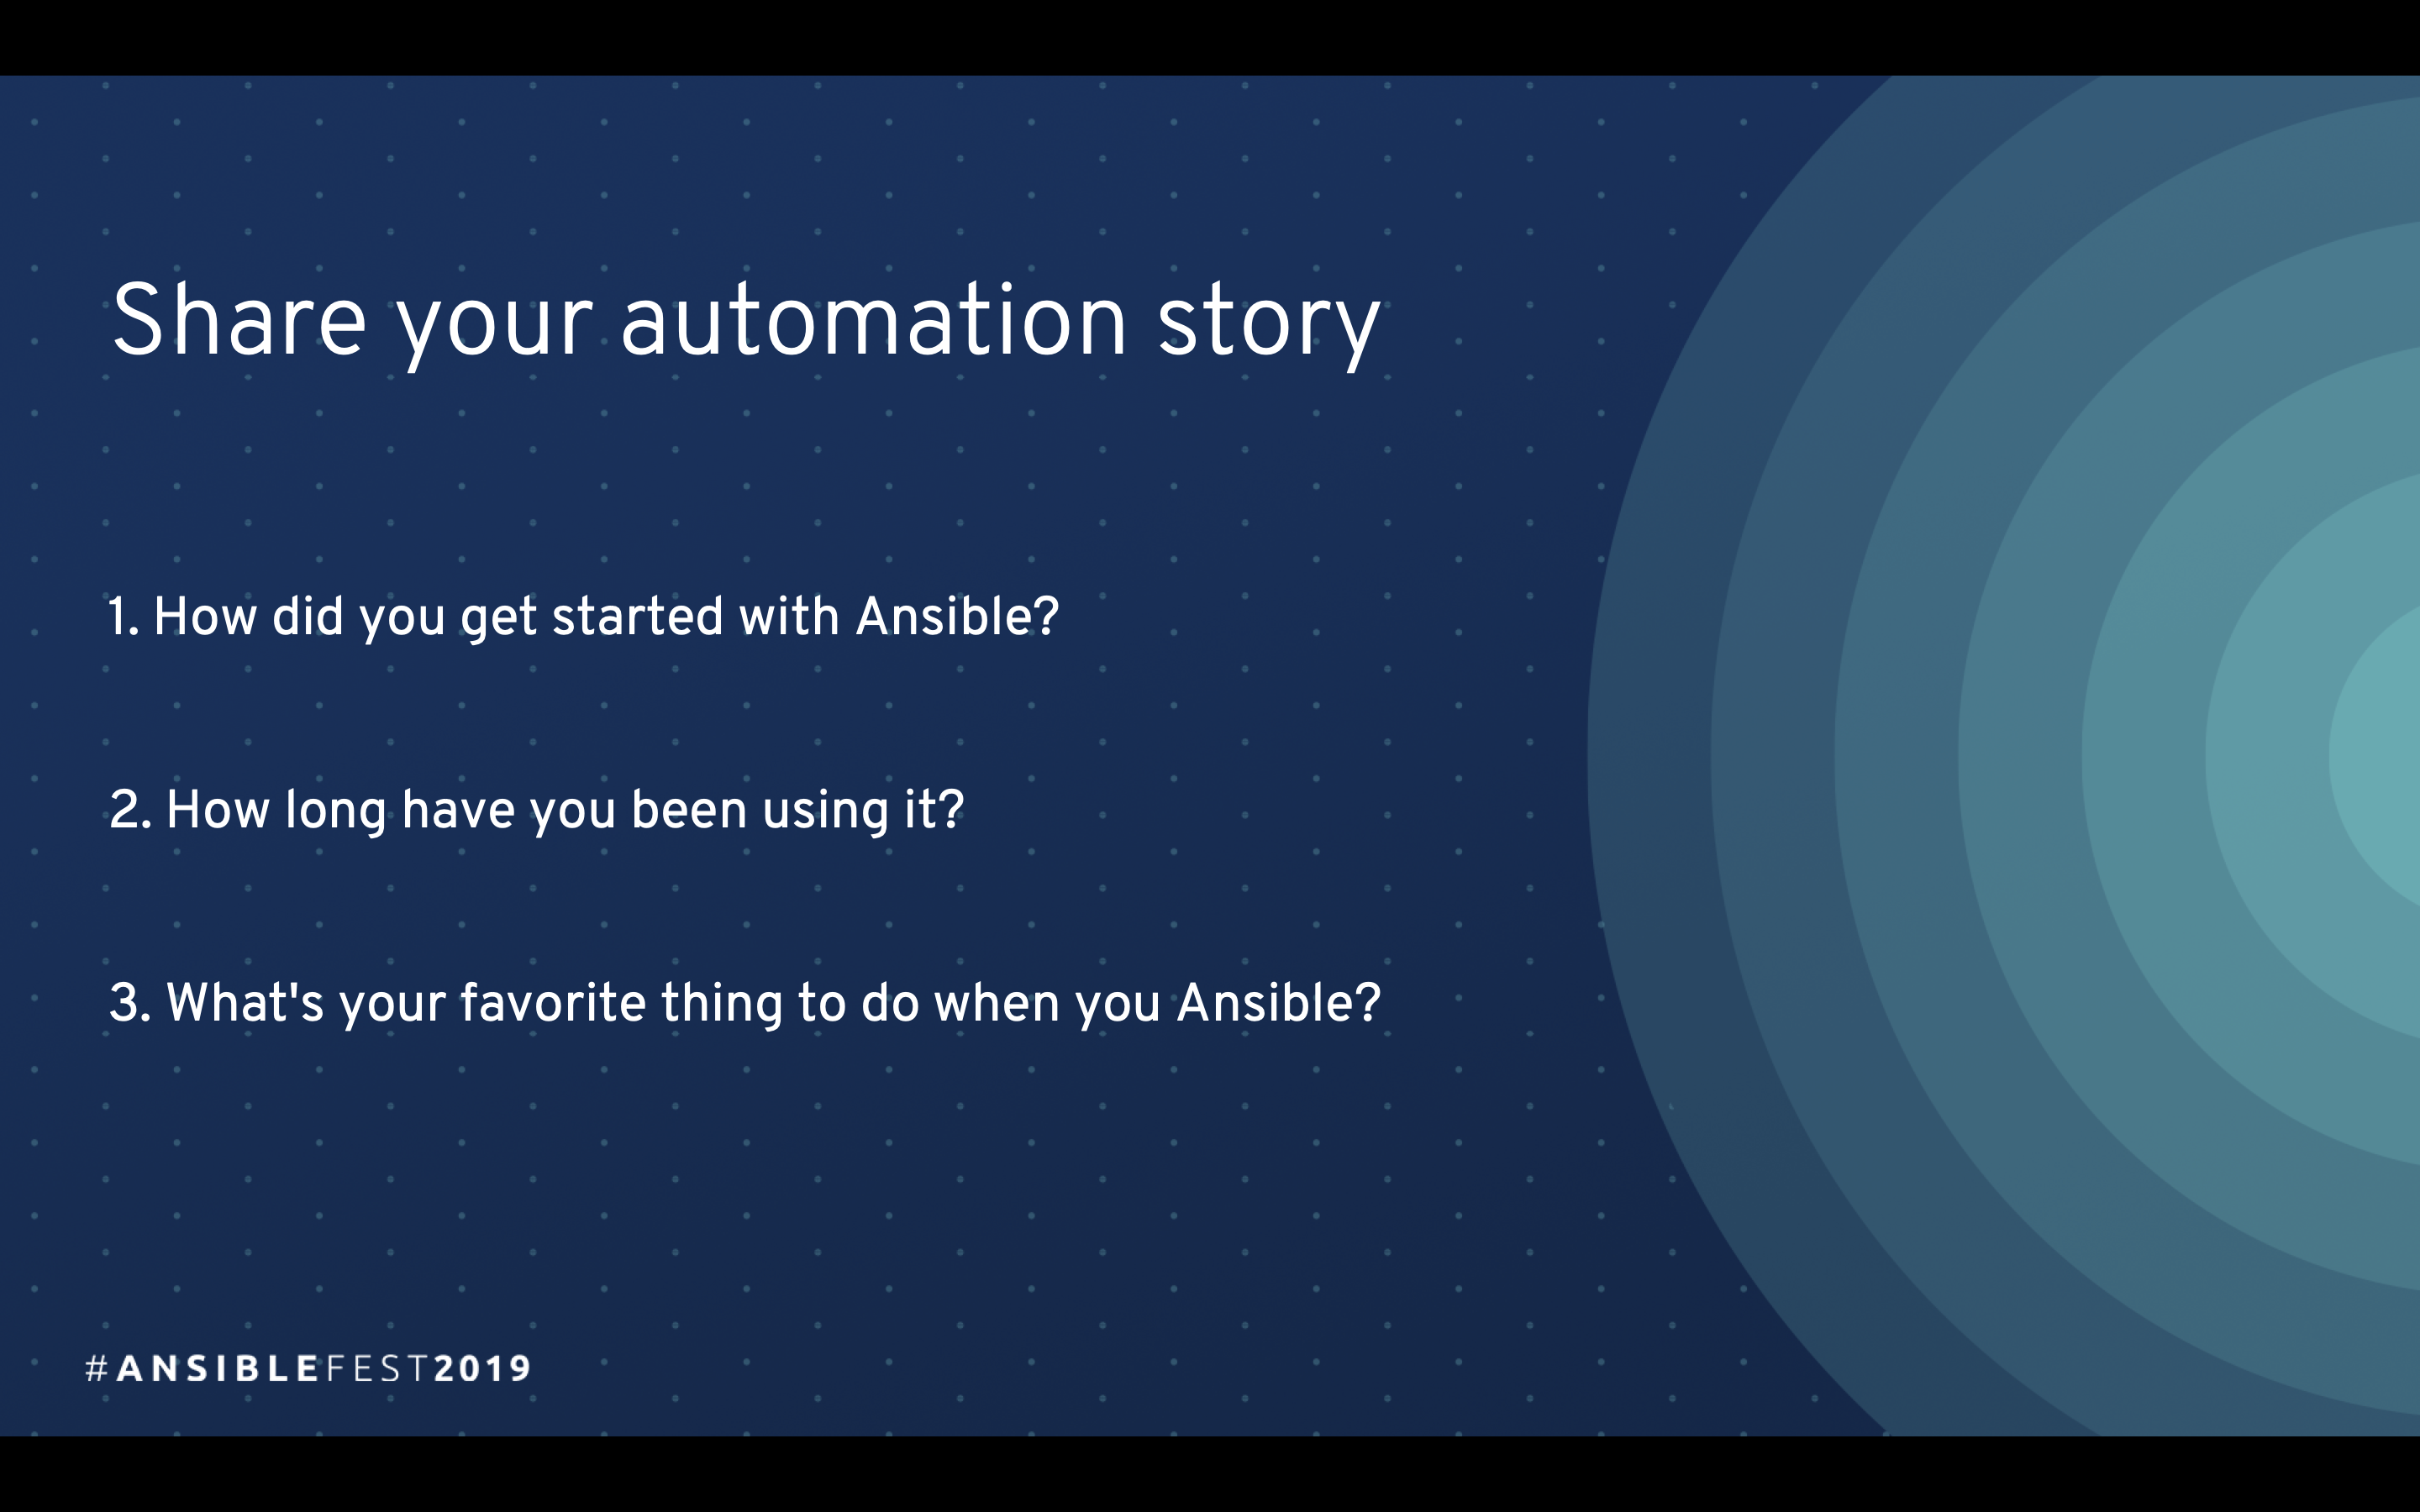 Share your automation story
1. How did you get started with Ansible?
2. How long have you been using it?
3. What's your favorite thing to do when you Ansible?
#ANSIBLEFEST2019